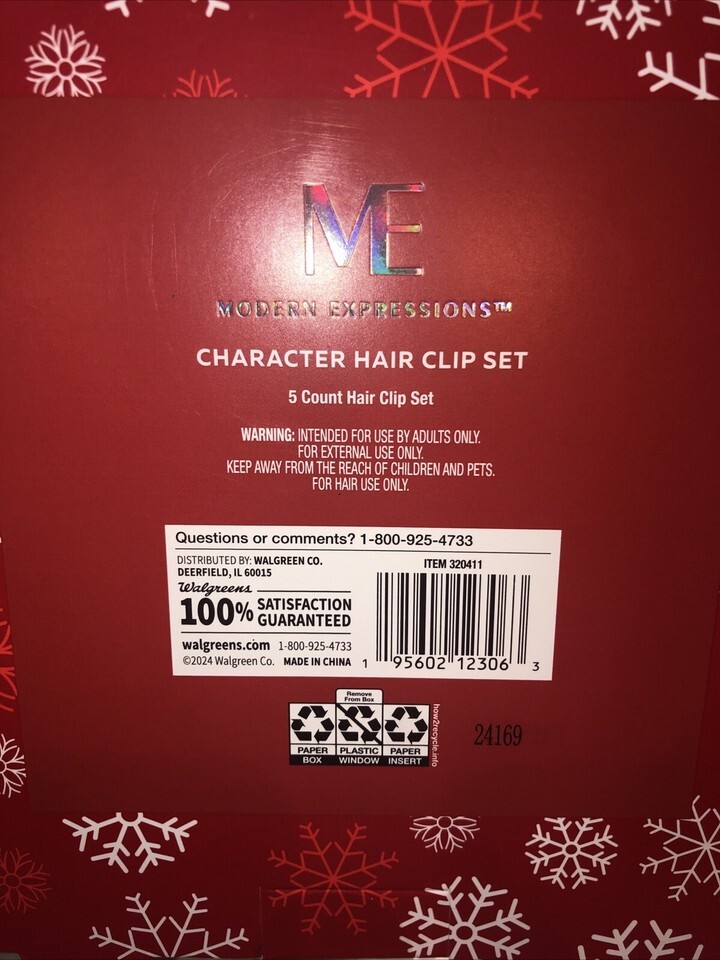 ME
MODERN EXPRESSIONS™
CHARACTER HAIR CLIP SET
5 Count Hair Clip Set
WARNING: INTENDED FOR USE BY ADULTS ONLY.
FOR EXTERNAL USE ONLY.
KEEP AWAY FROM THE REACH OF CHILDREN AND PETS.
FOR HAIR USE ONLY.
Questions or comments? 1-800-925-4733
DISTRIBUTED BY: WALGREEN CO.
DEERFIELD, IL 60015
Walgreens
100% SATISFACTION
GUARANTEED
walgreens.com 1-800-925-4733
©2024 Walgreen Co. MADE IN CHINA
ITEM 320411
1 95602 12306 3
Remove
From Box
PAPER PLASTIC PAPER
BOX WINDOW INSERT
how2recycle.info
24169